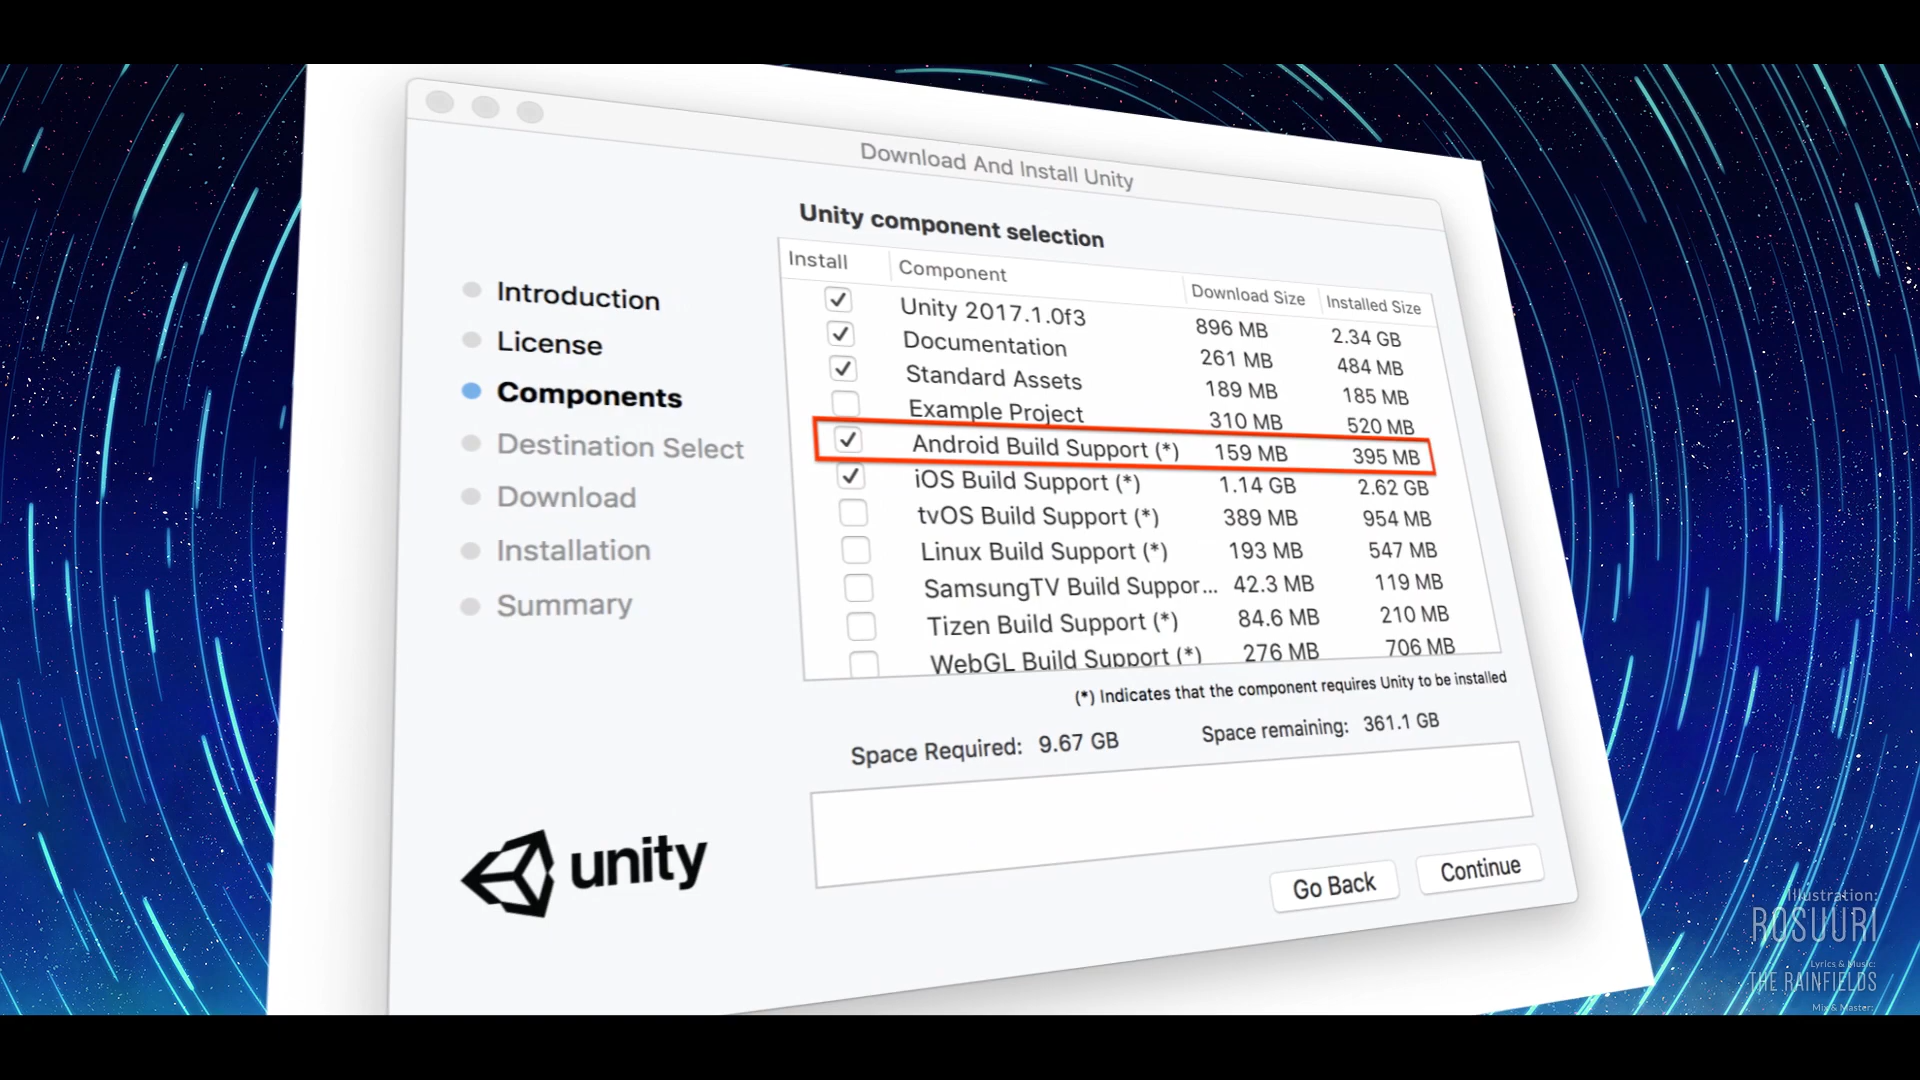 Download And Install Unity
Unity component selection
Install Component Download Size Installed Size
Unity 2017.1.0f3 896 MB 2.34 GB
Documentation 261 MB 484 MB
Standard Assets 189 MB 185 MB
Example Project 310 MB 520 MB
Android Build Support (*) 159 MB 395 MB
iOS Build Support (*) 1.14 GB 2.62 GB
tvOS Build Support (*) 389 MB 954 MB
Linux Build Support (*) 193 MB 547 MB
SamsungTV Build Suppor... 42.3 MB 119 MB
Tizen Build Support (*) 84.6 MB 210 MB
WebGL Build Support (*) 276 MB 706 MB
(*) Indicates that the component requires Unity to be installed
Space Required: 9.67 GB Space remaining: 361.1 GB
Introduction
License
Components
Destination Select
Download
Installation
Summary
unity
Go Back Continue
Illustration:
ROSUURI
Lyrics & Music:
THE RAINFIELDS
Mix & Master: